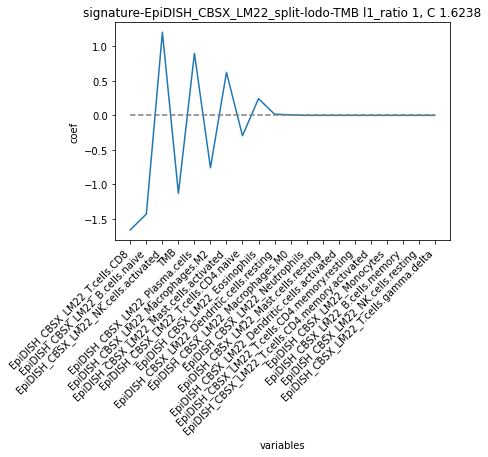 signature-EpiDISH_CBSX_LM22_split-lodo-TMB l1_ratio 1, C 1.6238
1.0
0.5
0.0
−0.5
−1.0
−1.5
coef
EpiDISH_CBSX_LM22_T.cells.CD8
EpiDISH_CBSX_LM22_B.cells.naive
EpiDISH_CBSX_LM22_NK.cells.activated
TMB
EpiDISH_CBSX_LM22_Plasma.cells
EpiDISH_CBSX_LM22_Macrophages.M2
EpiDISH_CBSX_LM22_Mast.cells.activated
EpiDISH_CBSX_LM22_T.cells.CD4.naive
EpiDISH_CBSX_LM22_Eosinophils
EpiDISH_CBSX_LM22_Dendritic.cells.resting
EpiDISH_CBSX_LM22_Macrophages.M0
EpiDISH_CBSX_LM22_Neutrophils
EpiDISH_CBSX_LM22_Mast.cells.resting
EpiDISH_CBSX_LM22_Dendritic.cells.activated
EpiDISH_CBSX_LM22_T.cells.CD4.memory.resting
EpiDISH_CBSX_LM22_T.cells.CD4.memory.activated
EpiDISH_CBSX_LM22_Monocytes
EpiDISH_CBSX_LM22_B.cells.memory
EpiDISH_CBSX_LM22_NK.cells.resting
EpiDISH_CBSX_LM22_T.cells.gamma.delta
variables